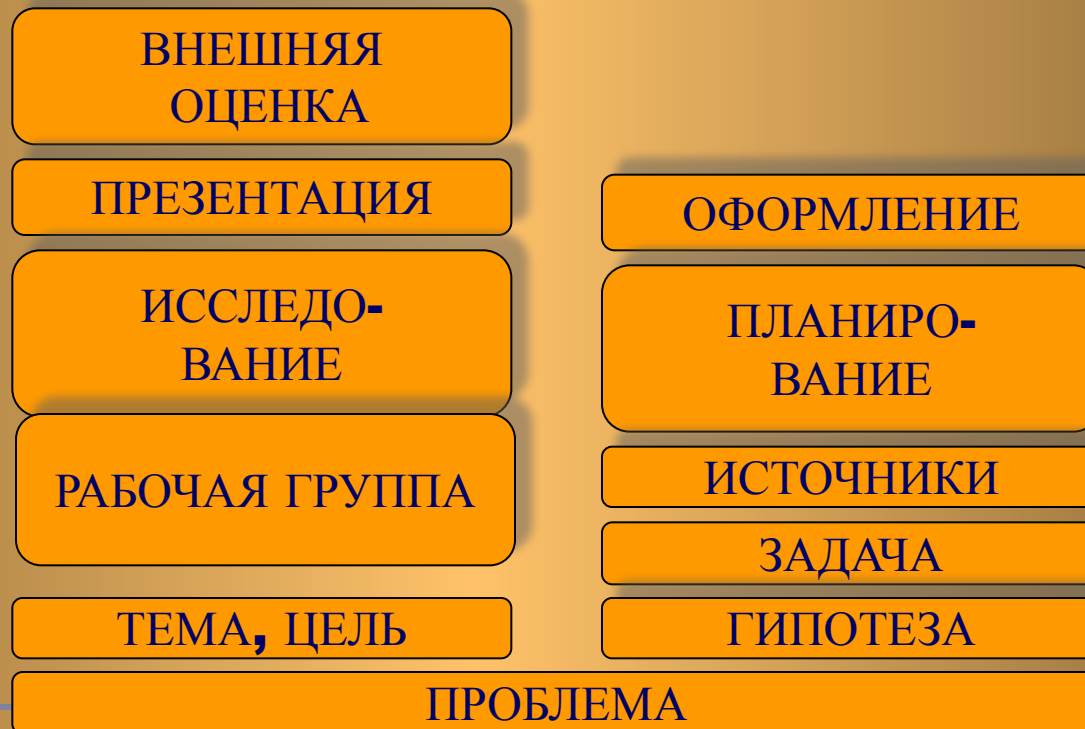 ВНЕШНЯЯ
ОЦЕНКА
ПРЕЗЕНТАЦИЯ
ИССЛЕДО-
ВАНИЕ
РАБОЧАЯ ГРУППА
ТЕМА, ЦЕЛЬ
ОФОРМЛЕНИЕ
ПЛАНИРО-
ВАНИЕ
ИСТОЧНИКИ
ЗАДАЧА
ГИПОТЕЗА
ПРОБЛЕМА